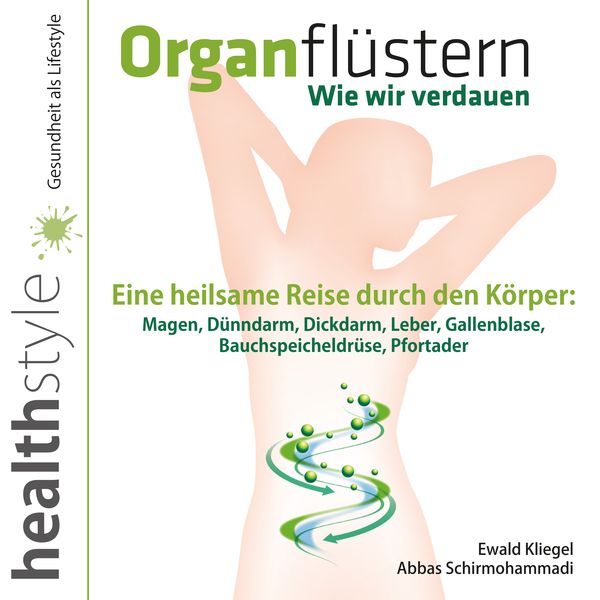 Organflüstern
Wie wir verdauen
Eine heilsame Reise durch den Körper:
Magen, Dünndarm, Dickdarm, Leber, Gallenblase,
Bauchspeicheldrüse, Pfortader
Ewald Kliegel
Abbas Schirmohammadi
healthstyle
Gesundheit als Lifestyle